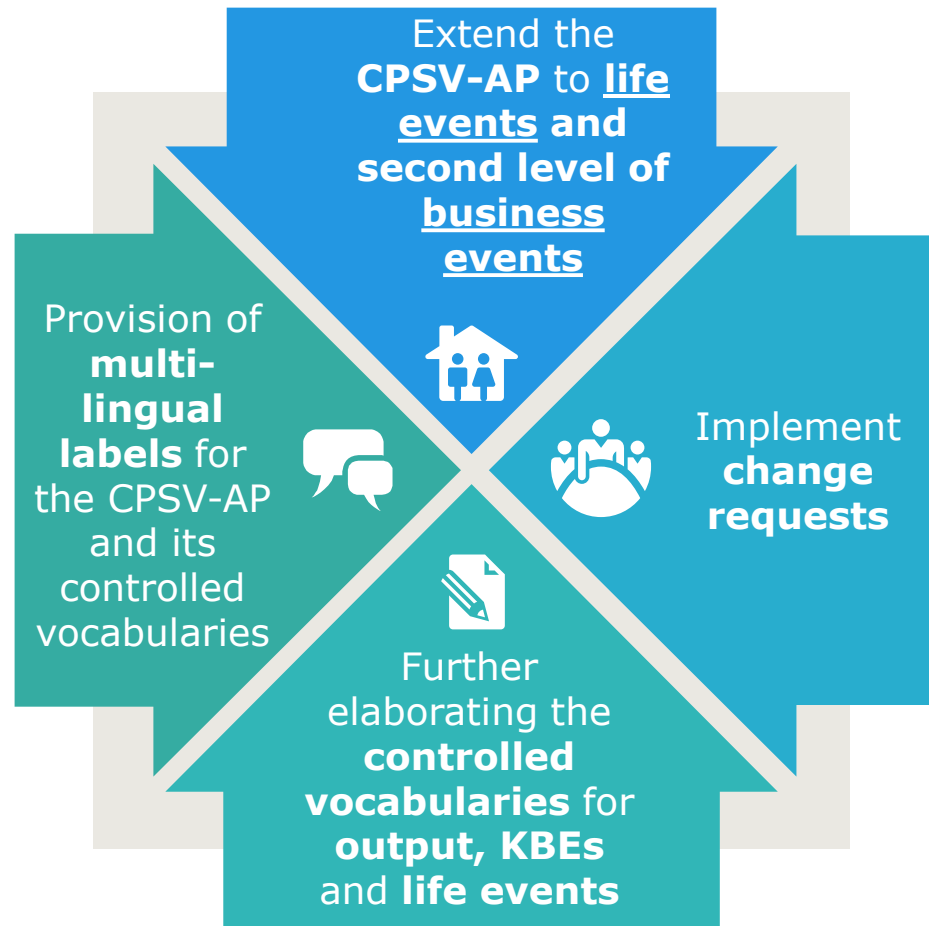 Extend the
CPSV-AP to life
events and
second level of
business
events
Provision of
multi-
lingual
labels for
the CPSV-AP
and its
controlled
vocabularies
Implement
change
requests
Further
elaborating the
controlled
vocabularies for
output, KBEs
and life events